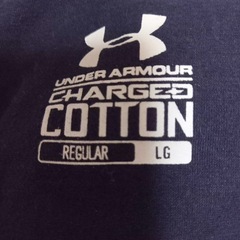 UNDER ARMOUR
CHARGED
COTTON
REGULAR LG